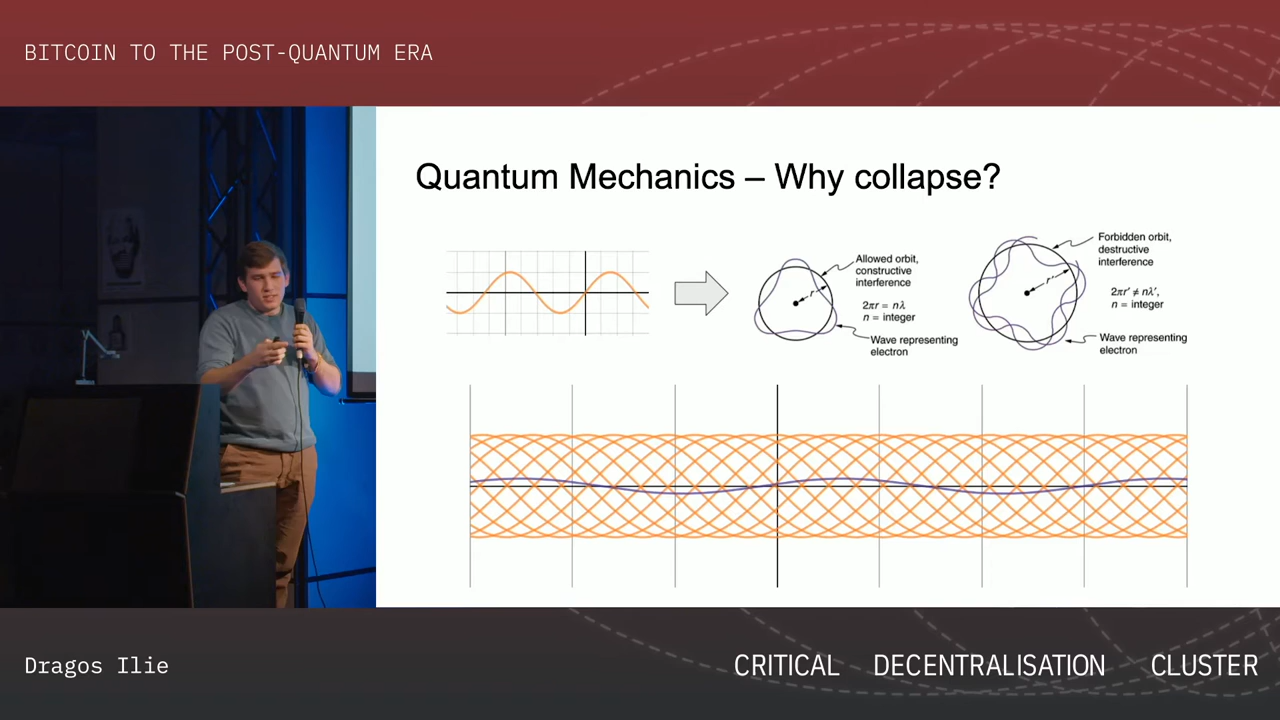 BITCOIN TO THE POST-QUANTUM ERA
Quantum Mechanics – Why collapse?
Allowed orbit,
constructive
interference
2πr = nλ
n = integer
Wave representing
electron
r
Forbidden orbit,
destructive
interference
2πr' ≠ nλ',
n = integer
Wave representing
electron
r'
Dragos Ilie
CRITICAL DECENTRALISATION CLUSTER